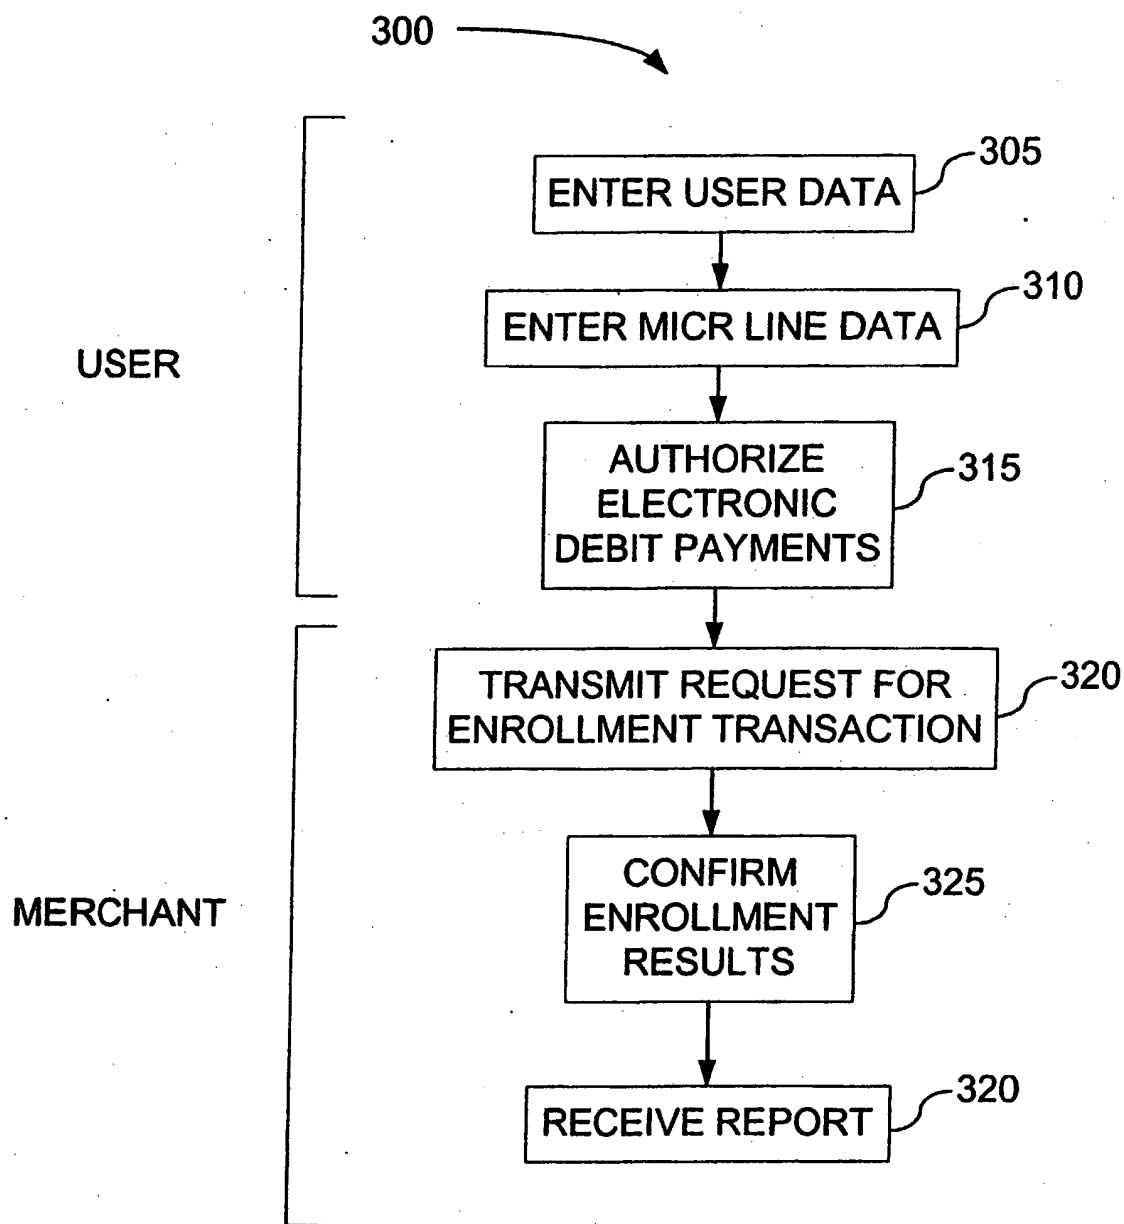 300
305
ENTER USER DATA
310
ENTER MICR LINE DATA
USER
AUTHORIZE
ELECTRONIC
DEBIT PAYMENTS
315
TRANSMIT REQUEST FOR
ENROLLMENT TRANSACTION
320
CONFIRM
ENROLLMENT
RESULTS
325
MERCHANT
RECEIVE REPORT
320